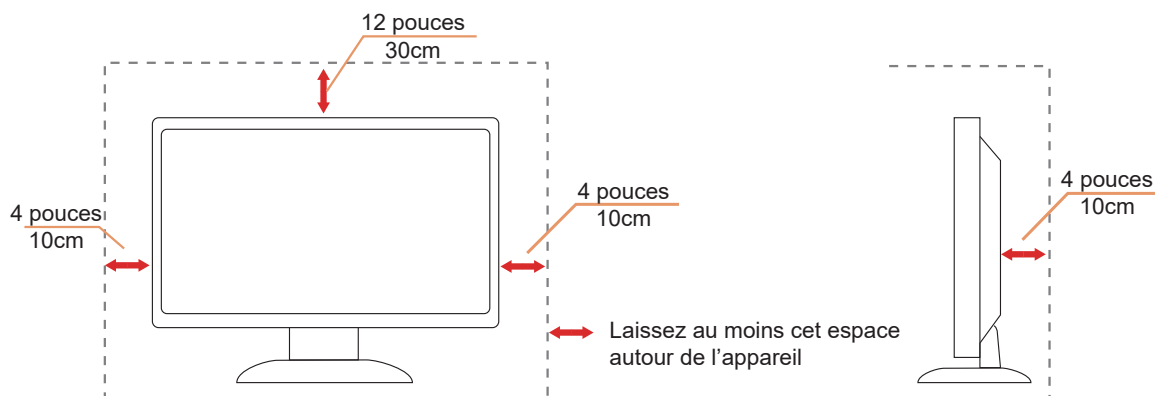 12 pouces
30cm
4 pouces
10cm
4 pouces
10cm
4 pouces
10cm
Laissez au moins cet espace
autour de l’appareil